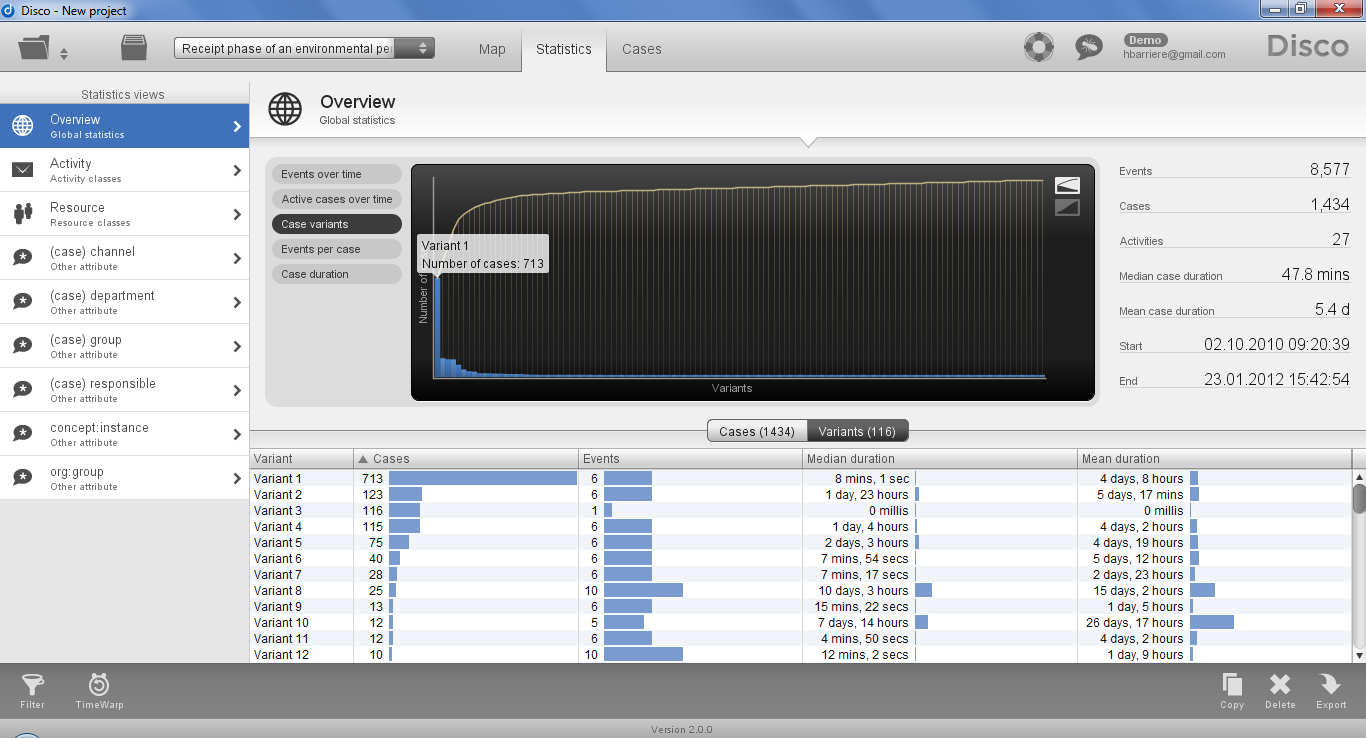 Disco - New project
Receipt phase of an environmental pe
Map
Statistics
Cases
Demo
hbarriere@gmail.com
Disco
Statistics views
Overview
Global statistics
Activity
Activity classes
Resource
Resource classes
(case) channel
Other attribute
(case) department
Other attribute
(case) group
Other attribute
(case) responsible
Other attribute
concept:instance
Other attribute
org:group
Other attribute
Overview
Global statistics
Events over time
Active cases over time
Case variants
Events per case
Case duration
Variant 1
Number of cases: 713
Number of
Variants
Events 8,577
Cases 1,434
Activities 27
Median case duration 47.8 mins
Mean case duration 5.4 d
Start 02.10.2010 09:20:39
End 23.01.2012 15:42:54
Cases (1434) Variants (116)
Variant Cases Events Median duration Mean duration
Variant 1 713 6 8 mins, 1 sec 4 days, 8 hours
Variant 2 123 6 1 day, 23 hours 5 days, 17 mins
Variant 3 116 1 0 millis 0 millis
Variant 4 115 6 1 day, 4 hours 4 days, 2 hours
Variant 5 75 6 2 days, 3 hours 4 days, 19 hours
Variant 6 40 6 7 mins, 54 secs 5 days, 12 hours
Variant 7 28 6 7 mins, 17 secs 2 days, 23 hours
Variant 8 25 10 10 days, 3 hours 15 days, 2 hours
Variant 9 13 6 15 mins, 22 secs 1 day, 5 hours
Variant 10 12 5 7 days, 14 hours 26 days, 17 hours
Variant 11 12 6 4 mins, 50 secs 4 days, 2 hours
Variant 12 10 10 12 mins, 2 secs 1 day, 9 hours
Filter
TimeWarp
Copy
Delete
Export
Version 2.0.0